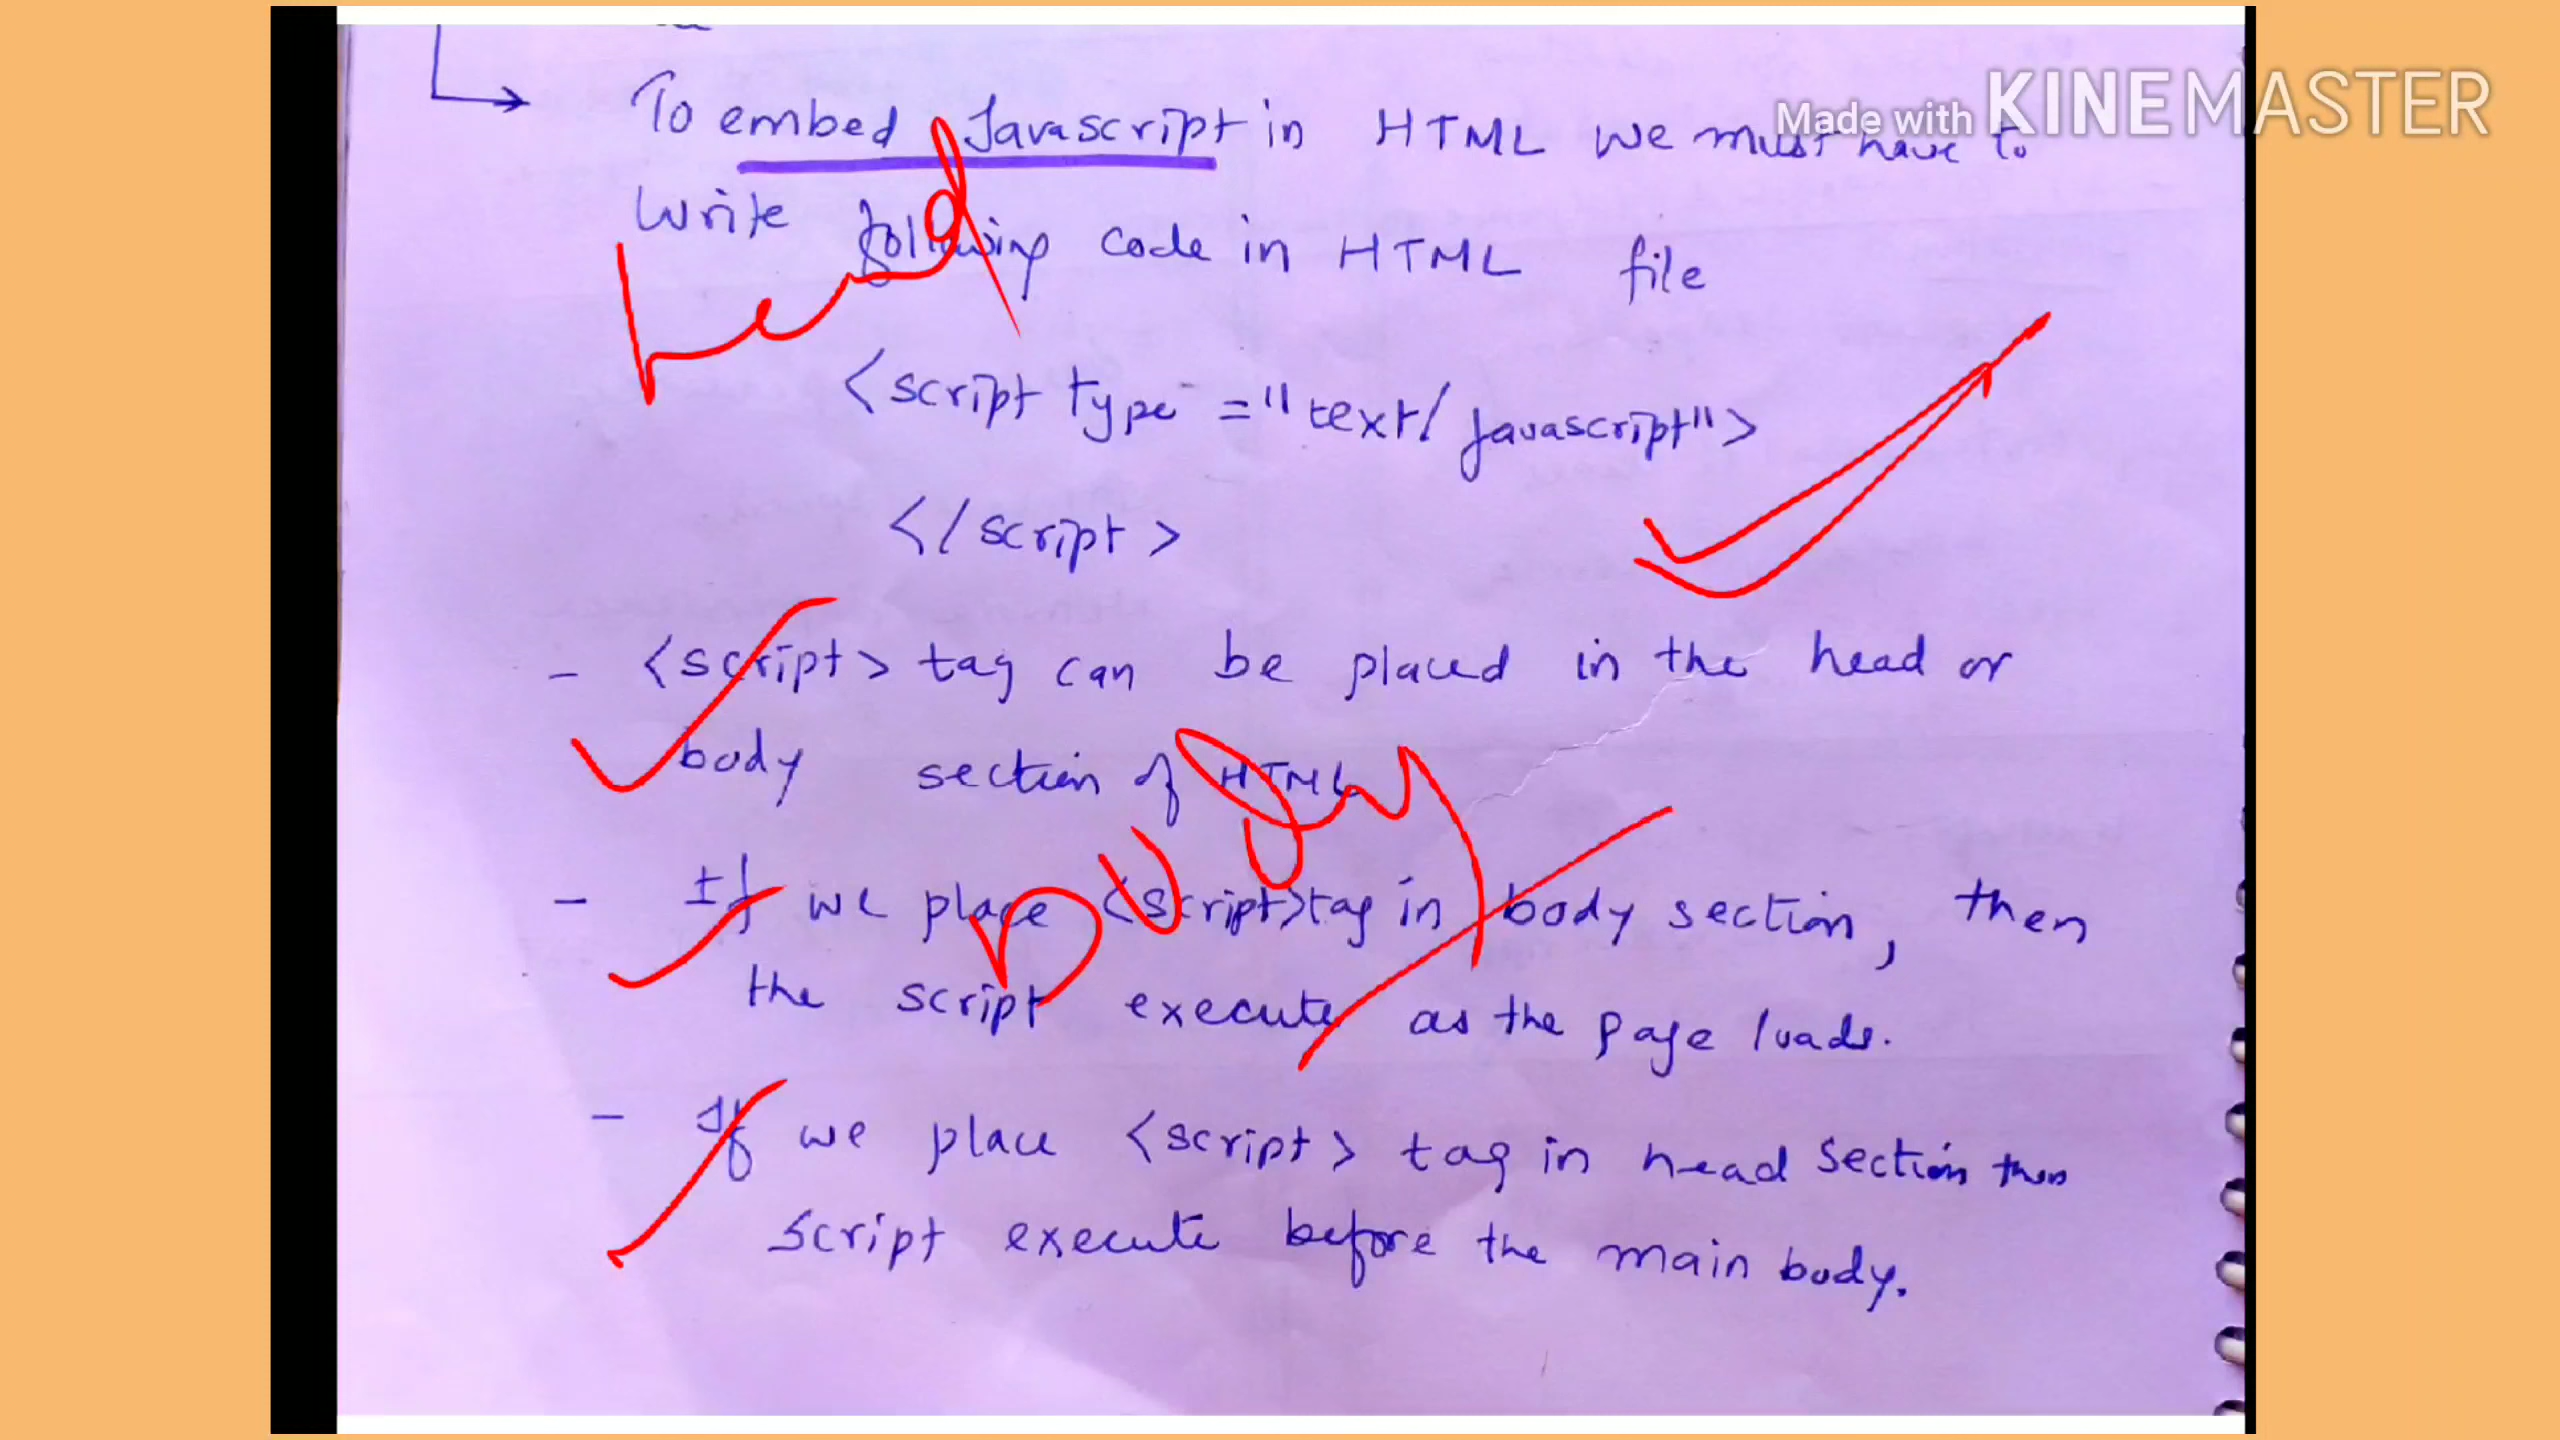 Made with KINEMASTER
To embed Javascript in HTML we must have to
Write following code in HTML file
head
<script type = "text/javascript">
</script>
- <script> tag can be placed in the head or
body section of HTML
body
- If we place <script> tag in body section, then
the script execute as the page loads.
- If we place <script> tag in head section then
script execute before the main body.